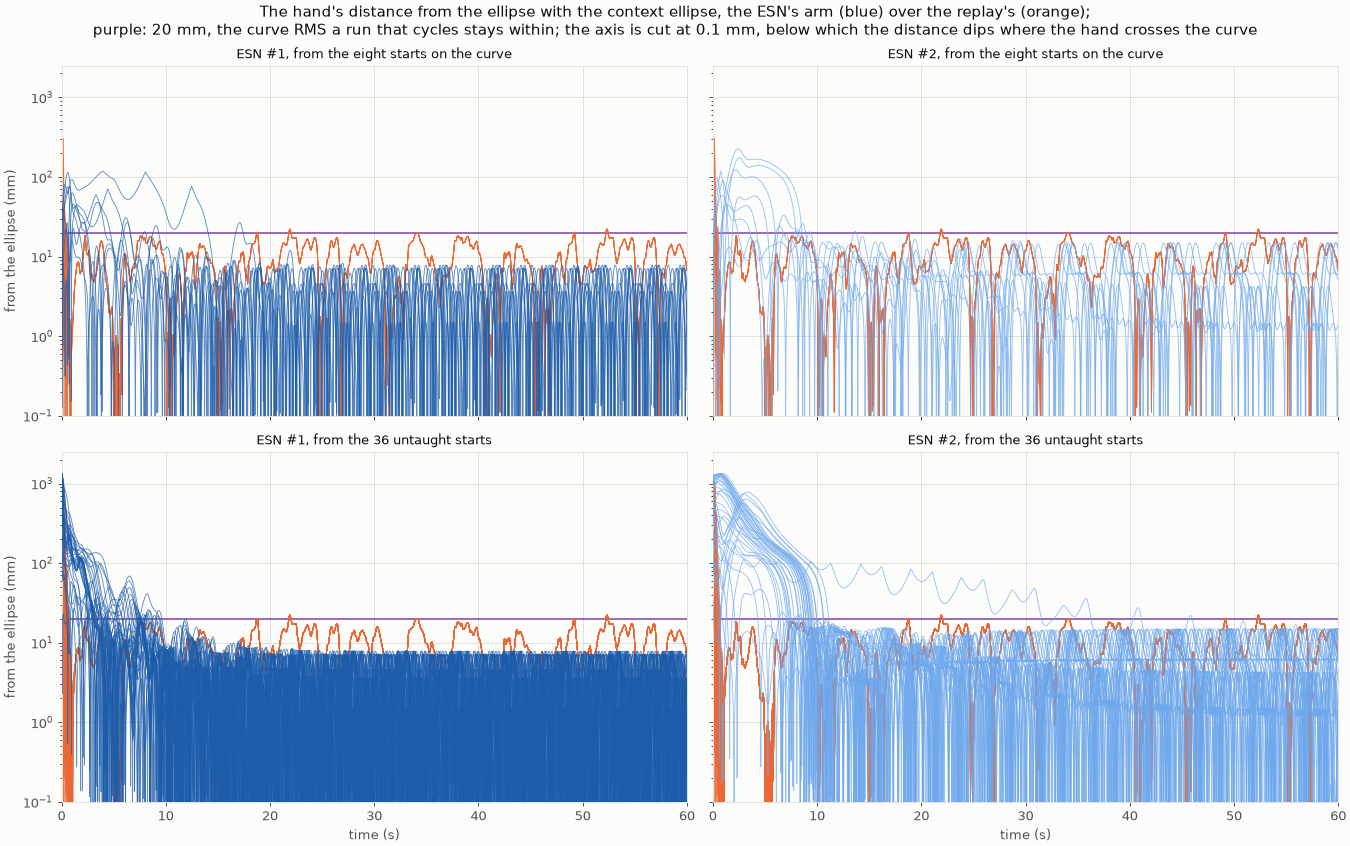 The hand's distance from the ellipse with the context ellipse, the ESN's arm (blue) over the replay's (orange);
purple: 20 mm, the curve RMS a run that cycles stays within; the axis is cut at 0.1 mm, below which the distance dips where the hand crosses the curve
ESN #1, from the eight starts on the curve
ESN #2, from the eight starts on the curve
from the ellipse (mm)
10³
10²
10¹
10⁰
10⁻¹
ESN #1, from the 36 untaught starts
ESN #2, from the 36 untaught starts
from the ellipse (mm)
10³
10²
10¹
10⁰
10⁻¹
0 10 20 30 40 50 60
0 10 20 30 40 50 60
time (s)
time (s)